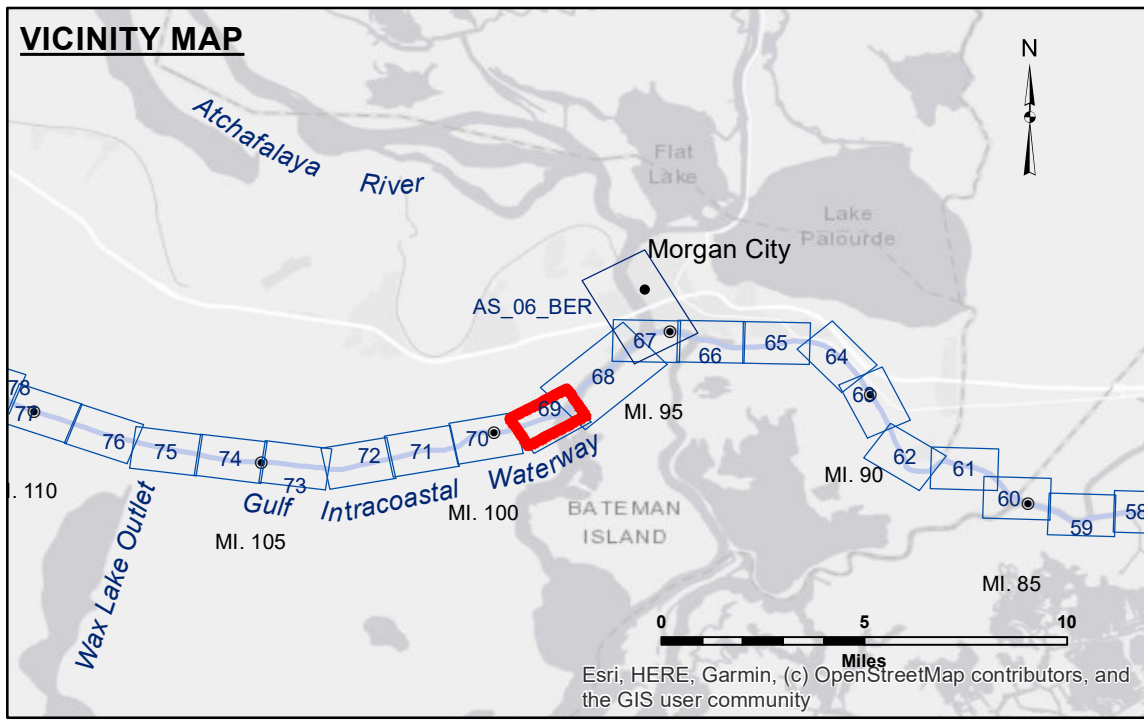 VICINITY MAP
N
Atchafalaya
River
Flat
Lake
Lake
Palourde
Morgan City
AS_06_BER
67
66
65
64
68
63
69
MI. 95
78
77
76
75
74
73
72
71
70
62
61
60
59
58
Gulf
Intracoastal
Waterway
MI. 90
MI. 100
MI. 105
MI. 85
BATEMAN
ISLAND
Wax Lake Outlet
I. 110
0
5
10
Miles
Esri, HERE, Garmin, (c) OpenStreetMap contributors, and
the GIS user community